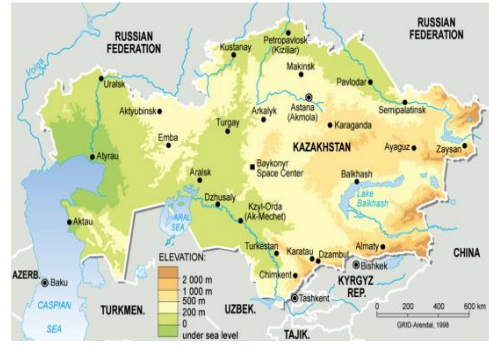 RUSSIAN
FEDERATION
RUSSIAN
FEDERATION
Volga
Petropavlosk
(Kiziliar)
Kustanay
Makinsk
Pavlodar
Uralsk
Aktyubinsk
Arkalyk
Astana
(Akmola)
Semipalatinsk
Emba
Turgay
Karaganda
KAZAKHSTAN
Ayaguz
Zaysan
Atyrau
Baykonyr
Space Center
Aralsk
Balkhash
Dzhusaly
Lake
Balkhash
Aktau
ARAL
SEA
Kzyl-Orda
(Ak-Mechet)
Turkestan
Karatau
Dzambul
Almaty
CHINA
AZERB.
Baku
ELEVATION:
2 000 m
1 000 m
500 m
200 m
0
under sea level
Chimkent
Bishkek
KYRGYZ
REP.
Tashkent
TURKMEN.
UZBEK.
TAJIK.
CASPIAN
SEA
0 200 400 600 km
GRID-Arendal, 1998